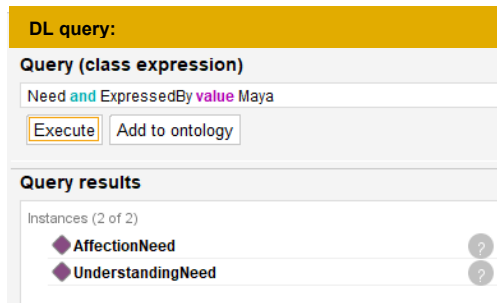 DL query:
Query (class expression)
Need and ExpressedBy value Maya
Execute Add to ontology
Query results
Instances (2 of 2)
AffectionNeed ?
UnderstandingNeed ?